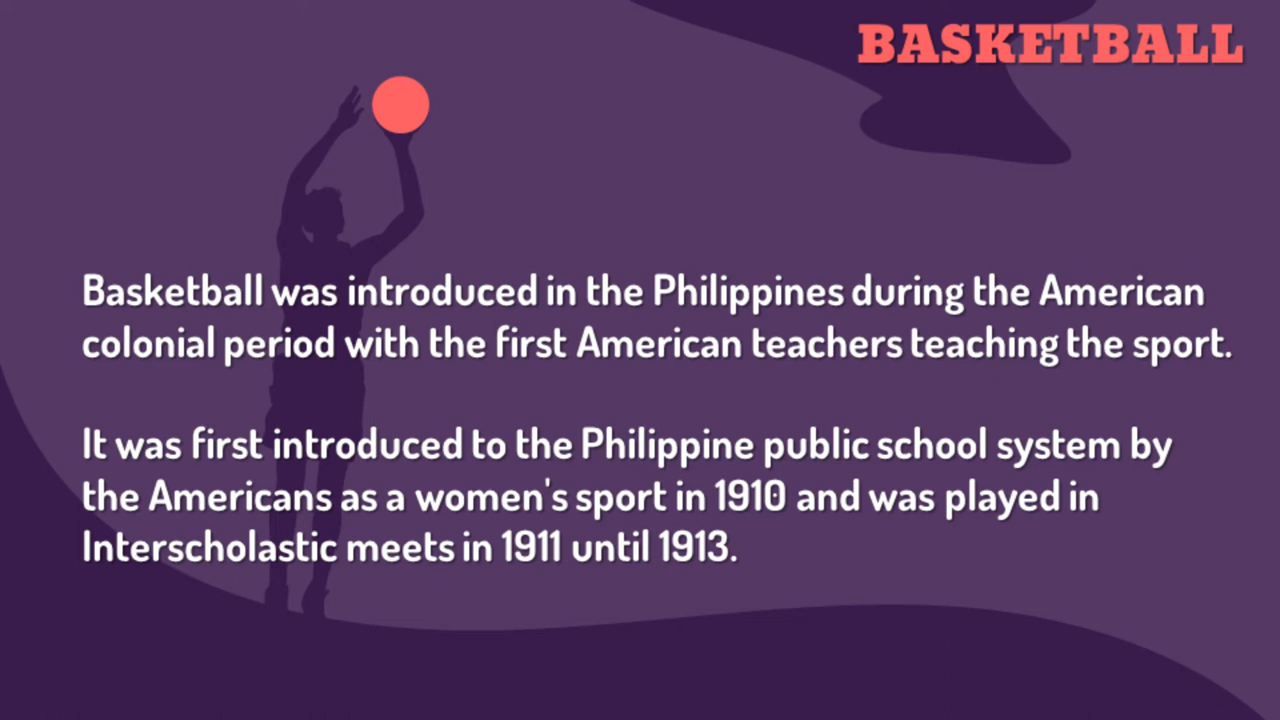 BASKETBALL
Basketball was introduced in the Philippines during the American
colonial period with the first American teachers teaching the sport.
It was first introduced to the Philippine public school system by
the Americans as a women's sport in 1910 and was played in
Interscholastic meets in 1911 until 1913.